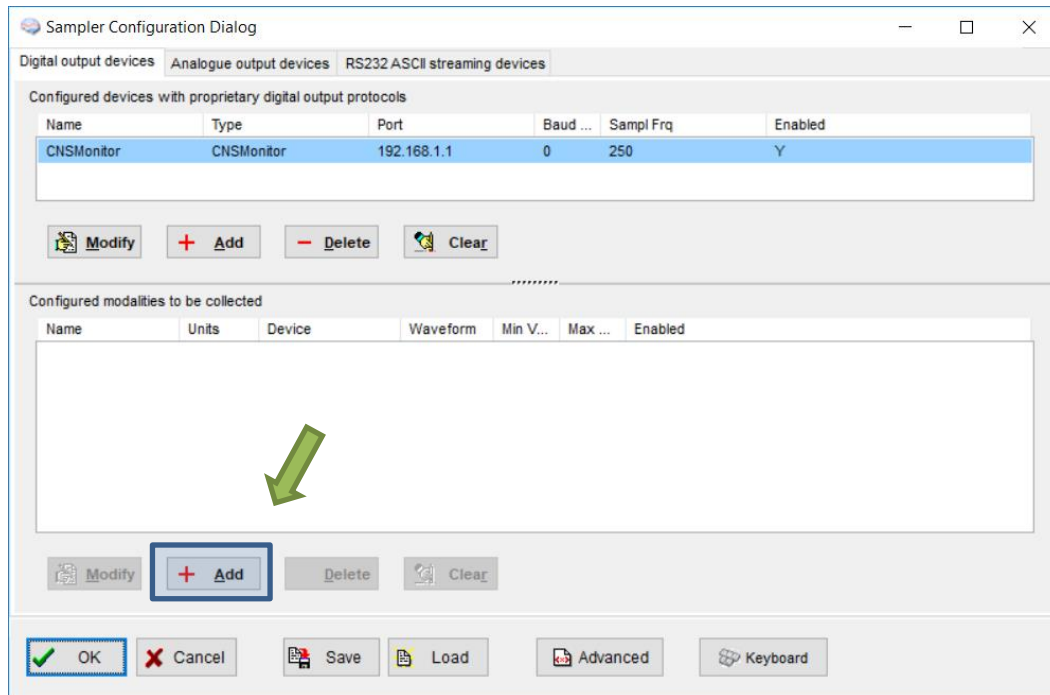 Sampler Configuration Dialog
Digital output devices Analogue output devices RS232 ASCII streaming devices
Configured devices with proprietary digital output protocols
Name Type Port Baud ... Sampl Frq Enabled
CNSMonitor CNSMonitor 192.168.1.1 0 250 Y
Modify Add Delete Clear
Configured modalities to be collected
Name Units Device Waveform Min V... Max ... Enabled
Modify Add Delete Clear
OK Cancel Save Load Advanced Keyboard